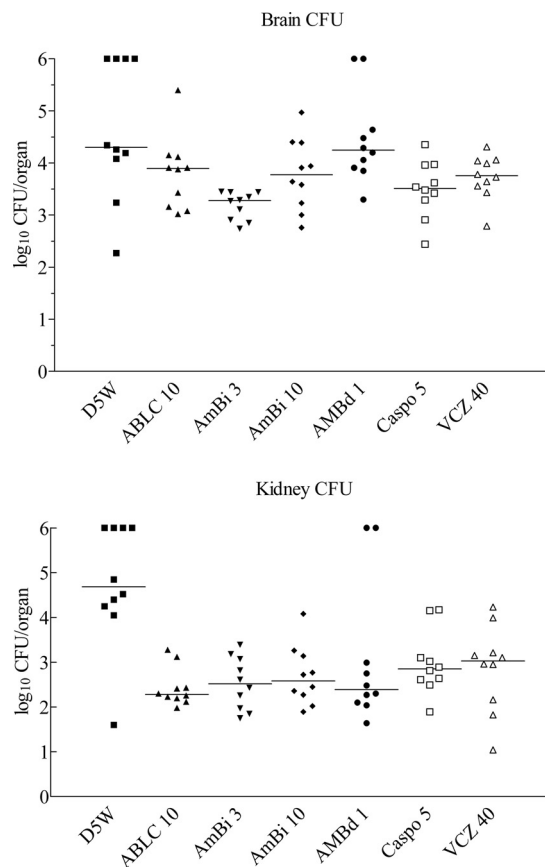 Brain CFU
6
5
4
3
2
1
0
log₁₀ CFU/organ
D5W
ABLC 10
AmBi 3
AmBi 10
AMBd 1
Caspo 5
VCZ 40
Kidney CFU
6
5
4
3
2
1
0
log₁₀ CFU/organ
D5W
ABLC 10
AmBi 3
AmBi 10
AMBd 1
Caspo 5
VCZ 40